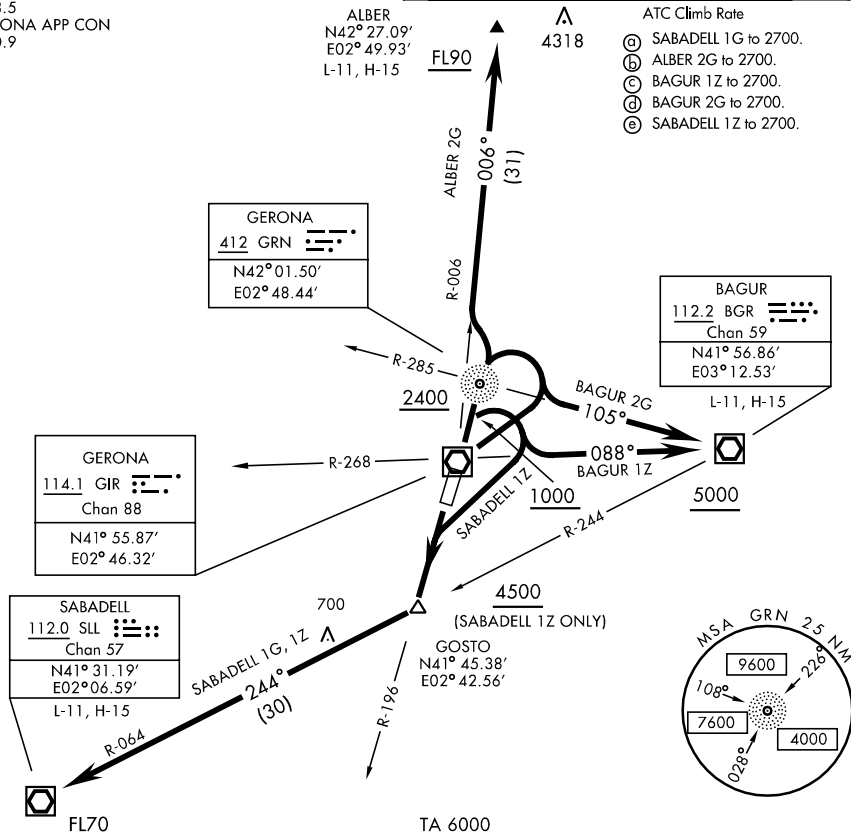 3.5
ONA APP CON
0.9
ALBER
N42° 27.09′
E02° 49.93′
L-11, H-15
FL90
4318
ATC Climb Rate
ⓐ SABADELL 1G to 2700.
ⓑ ALBER 2G to 2700.
ⓒ BAGUR 1Z to 2700.
ⓓ BAGUR 2G to 2700.
ⓔ SABADELL 1Z to 2700.
ALBER 2G
006°
(31)
R-006
GERONA
412 GRN
N42° 01.50′
E02° 48.44′
R-285
2400
BAGUR
112.2 BGR
Chan 59
N41° 56.86′
E03° 12.53′
L-11, H-15
BAGUR 2G
105°
088°
BAGUR 1Z
R-268
GERONA
114.1 GIR
Chan 88
N41° 55.87′
E02° 46.32′
SABADELL 1Z
1000
5000
R-244
4500
(SABADELL 1Z ONLY)
GOSTO
N41° 45.38′
E02° 42.56′
700
SABADELL
112.0 SLL
Chan 57
N41° 31.19′
E02° 06.59′
L-11, H-15
SABADELL 1G, 1Z
244°
(30)
R-064
R-196
FL70
TA 6000
MSA GRN 25 NM
9600
226°
108°
7600
4000
028°